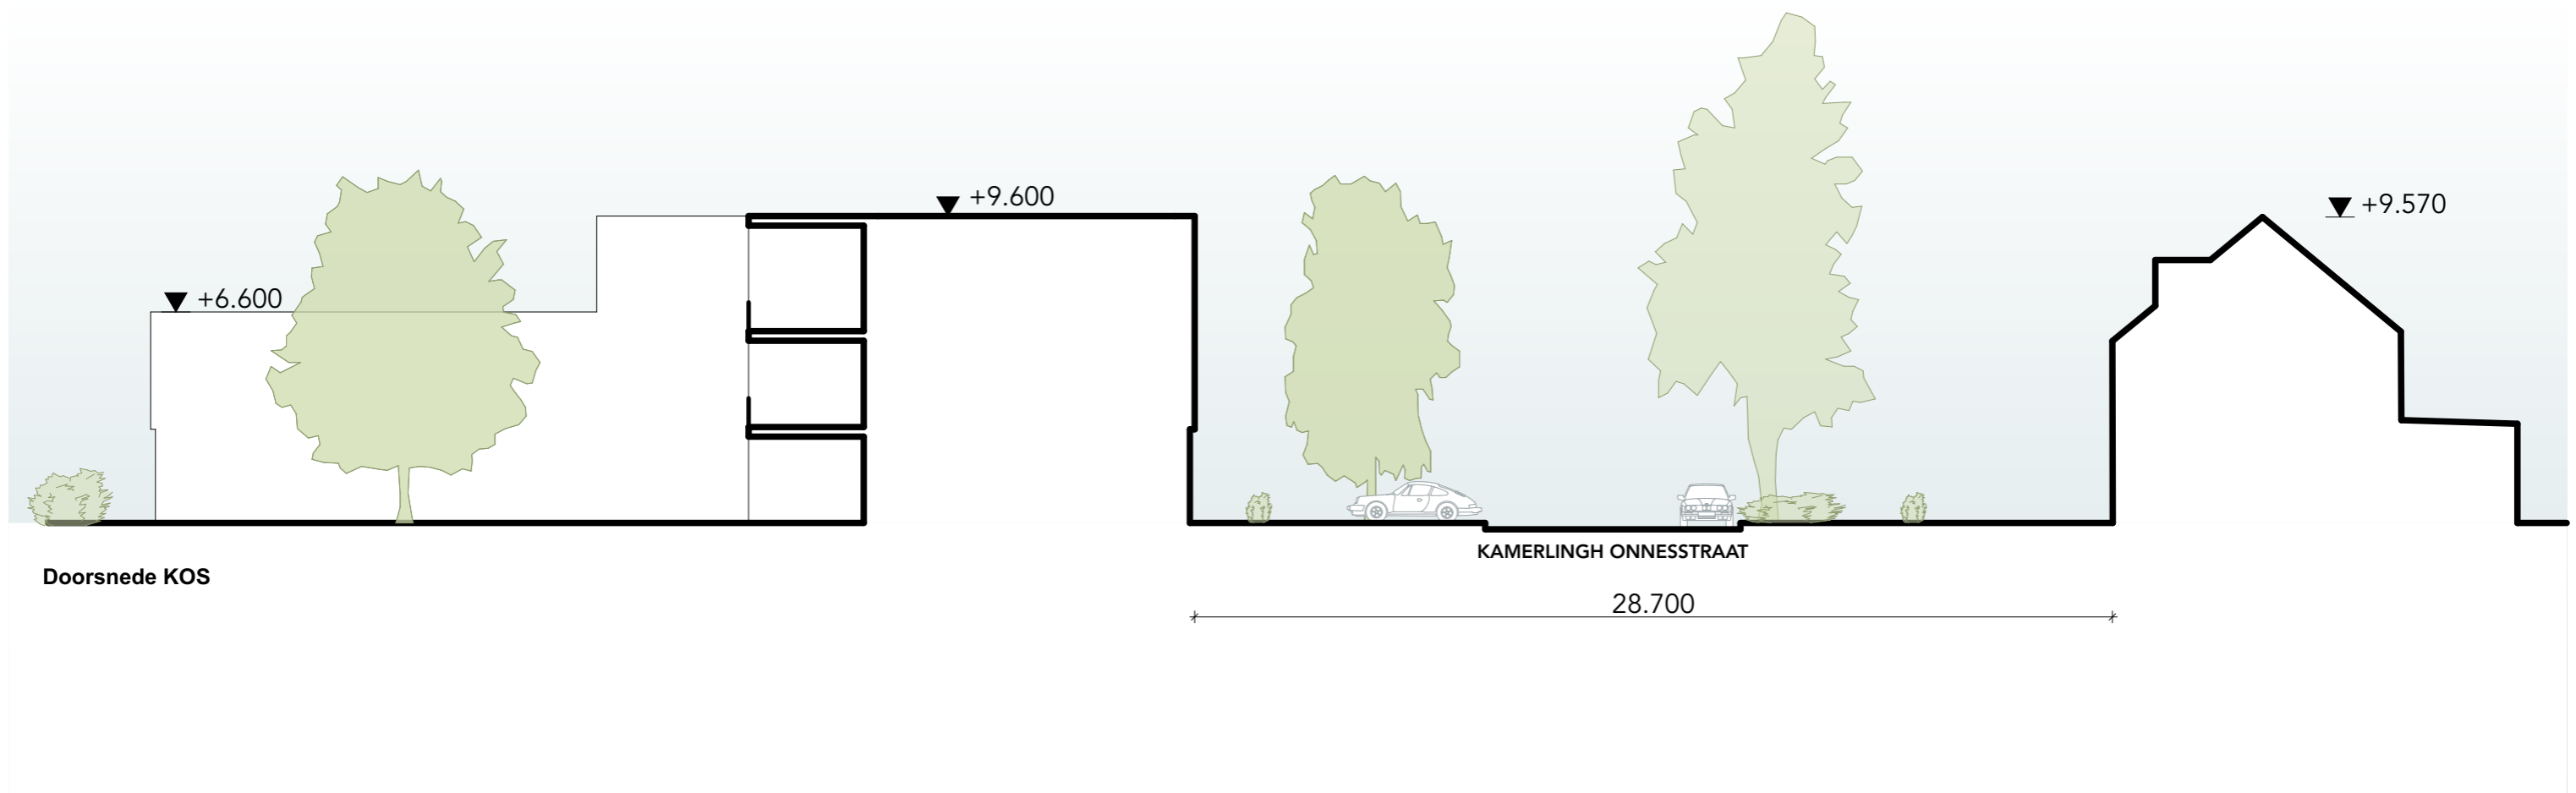 +9.600
+9.570
+6.600
KAMERLINGH ONNESSTRAAT
Doorsnede KOS
28.700